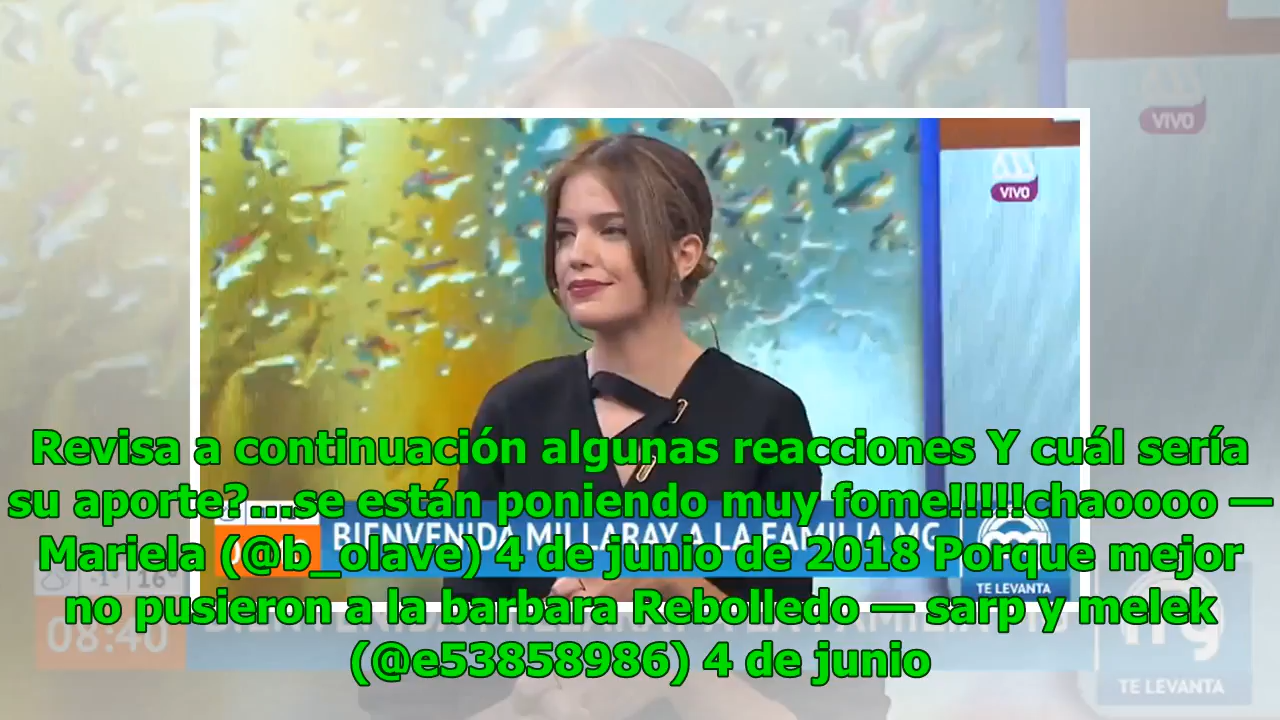 VIVO
VIVO
Revisa a continuación algunas reacciones Y cuál sería
su aporte?...se están poniendo muy fome!!!!!chaoooo —
BIENVENIDA MILLARAY A LA FAMILIA MG
Mariela (@b_olave) 4 de junio de 2018 Porque mejor
-1° 16°
TE LEVANTA
no pusieron a la barbara Rebolledo — sarp y melek
08:40
(@e53858986) 4 de junio
TE LEVANTA